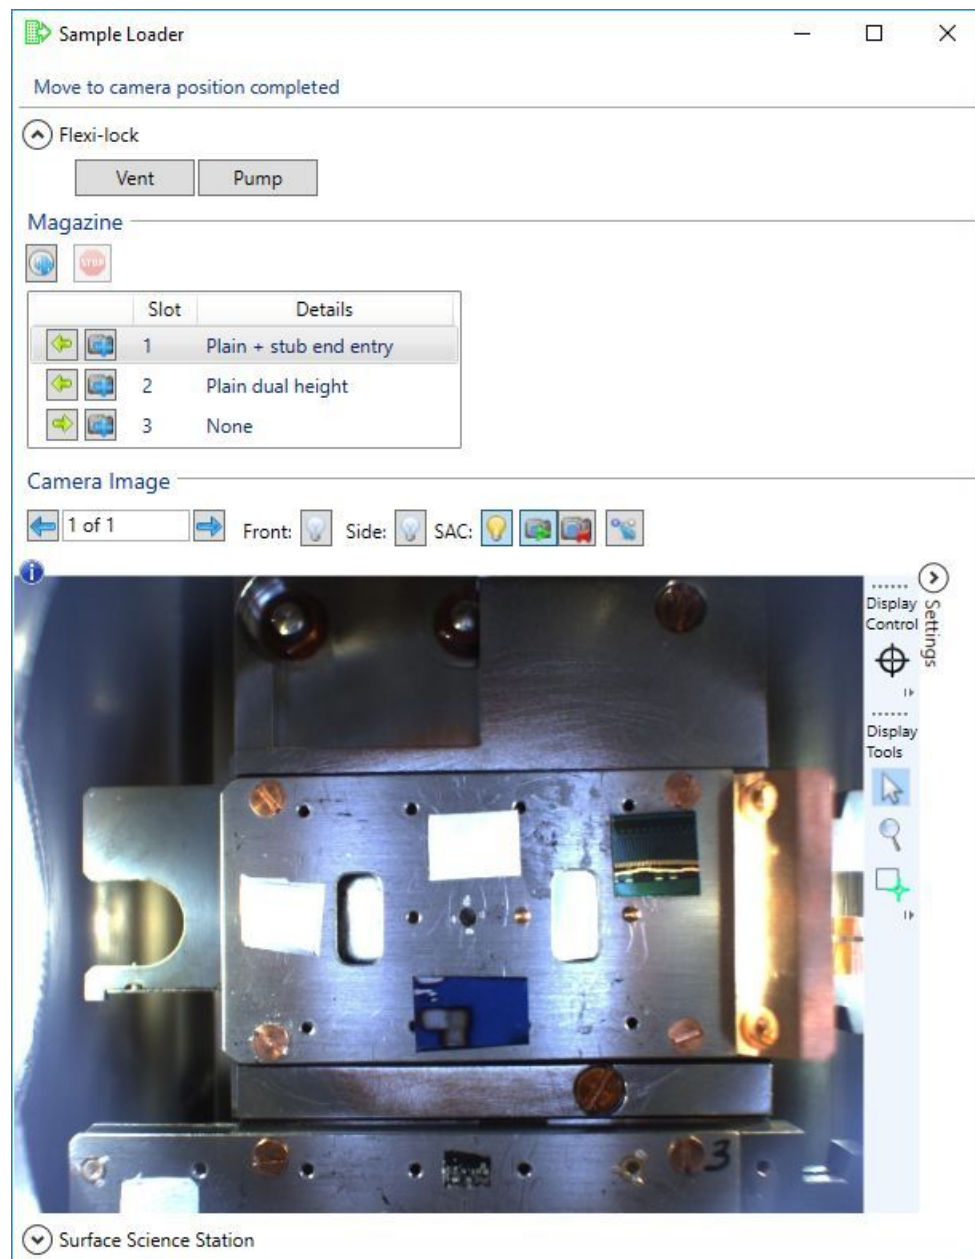 Sample Loader
Move to camera position completed
Flexi-lock
Vent Pump
Magazine
STOP
Slot Details
1 Plain + stub end entry
2 Plain dual height
3 None
Camera Image
1 of 1 Front: Side: SAC:
i
Display
Control
Settings
Display
Tools
3
Surface Science Station